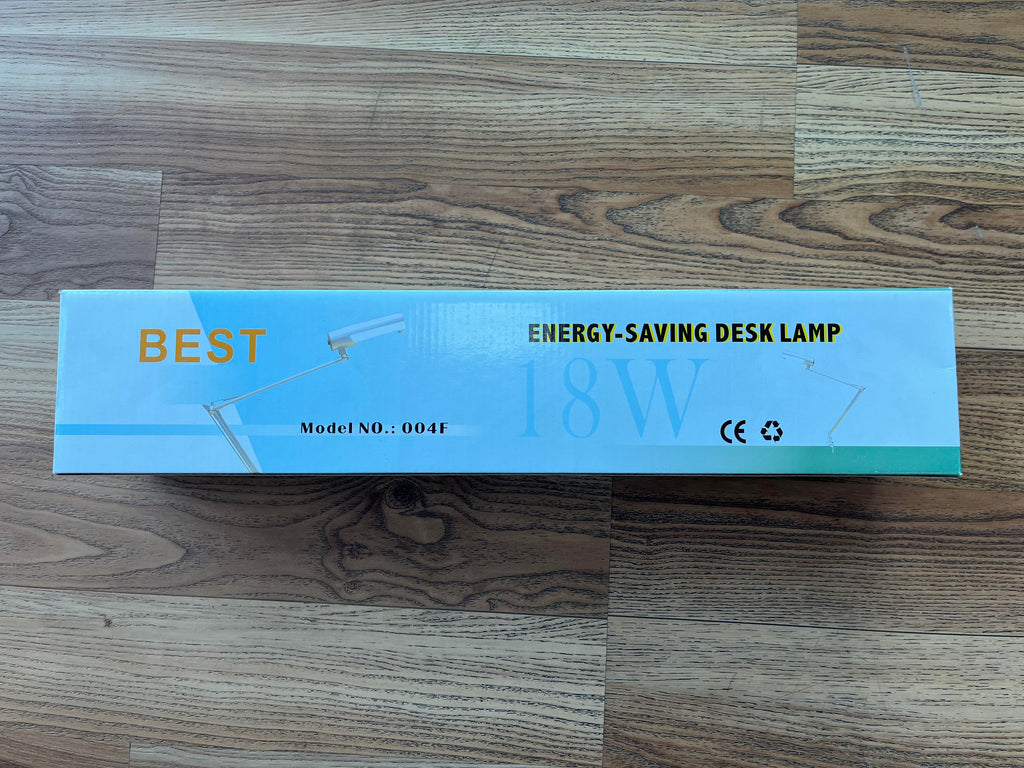 BEST
ENERGY-SAVING DESK LAMP
18W
Model NO.: 004F
CE